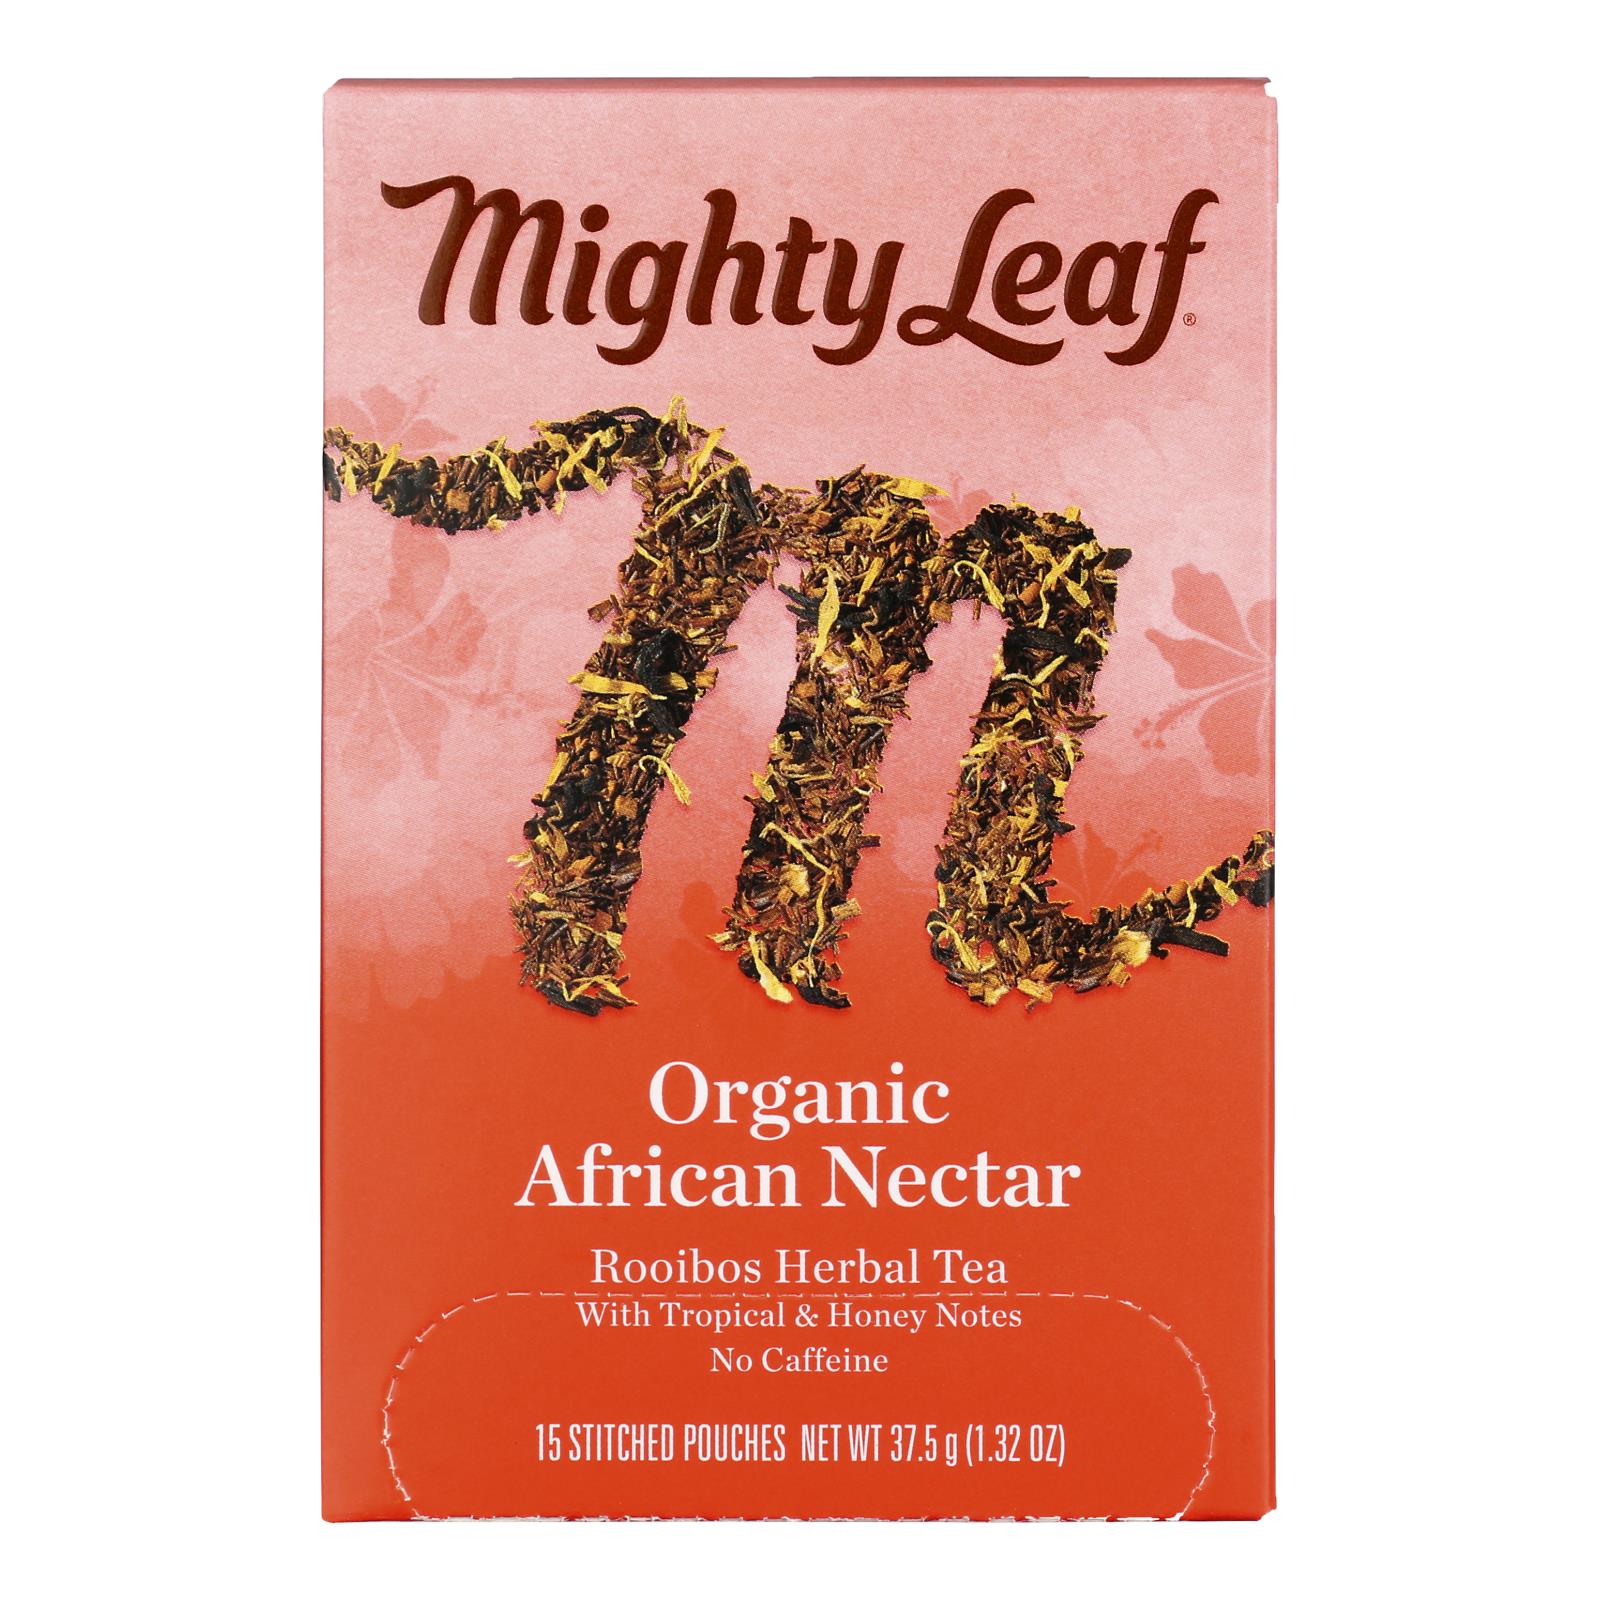 Mighty Leaf®
Organic
African Nectar
Rooibos Herbal Tea
With Tropical & Honey Notes
No Caffeine
15 STITCHED POUCHES NET WT 37.5 g (1.32 OZ)